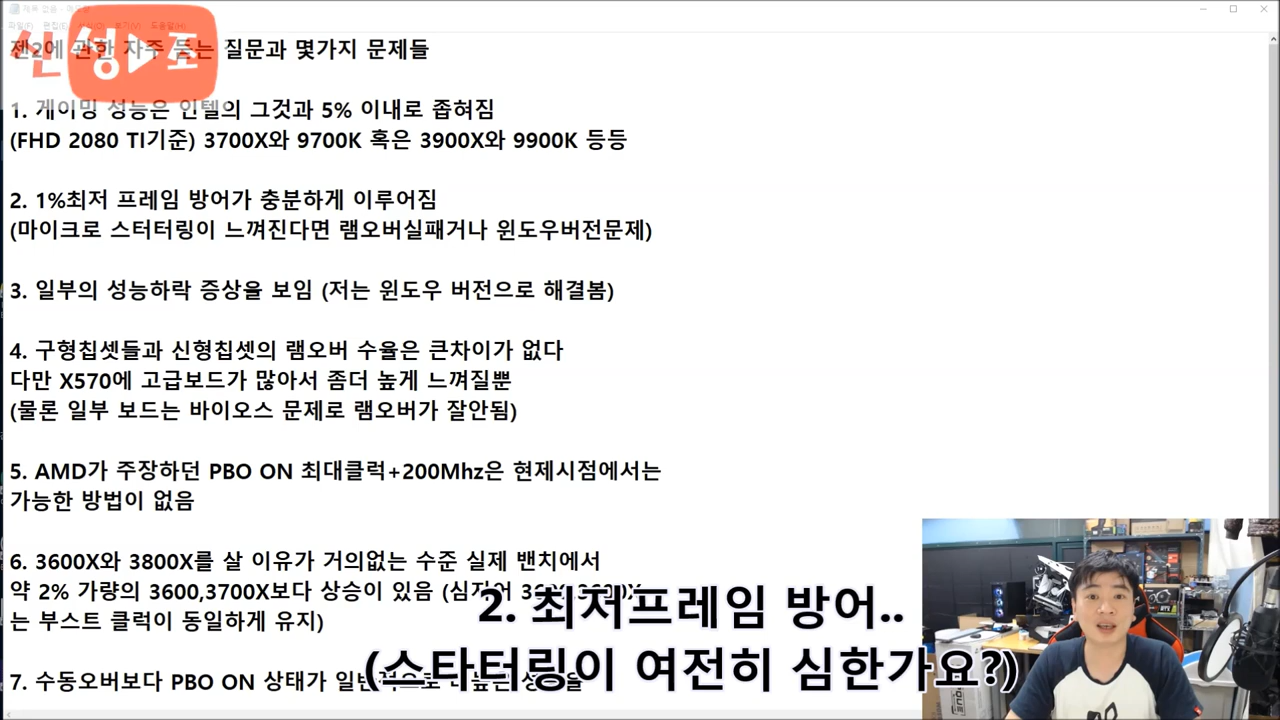 신성조
젠2에 관한 자주 듣는 질문과 몇가지 문제들
1. 게이밍 성능은 인텔의 그것과 5% 이내로 좁혀짐
(FHD 2080 TI기준) 3700X와 9700K 혹은 3900X와 9900K 등등
2. 1%최저 프레임 방어가 충분하게 이루어짐
(마이크로 스터터링이 느껴진다면 램오버실패거나 윈도우버전문제)
3. 일부의 성능하락 증상을 보임 (저는 윈도우 버전으로 해결봄)
4. 구형칩셋들과 신형칩셋의 램오버 수율은 큰차이가 없다
다만 X570에 고급보드가 많아서 좀더 높게 느껴질뿐
(물론 일부 보드는 바이오스 문제로 램오버가 잘안됨)
5. AMD가 주장하던 PBO ON 최대클럭+200Mhz은 현제시점에서는
가능한 방법이 없음
6. 3600X와 3800X를 살 이유가 거의없는 수준 실제 밴치에서
약 2% 가량의 3600,3700X보다 상승이 있음
는 부스트 클럭이 동일하게 유지)
7. 수동오버보다 PBO ON 상태가
2. 최저프레임 방어..
(스타터링이 여전히 심한가요?)